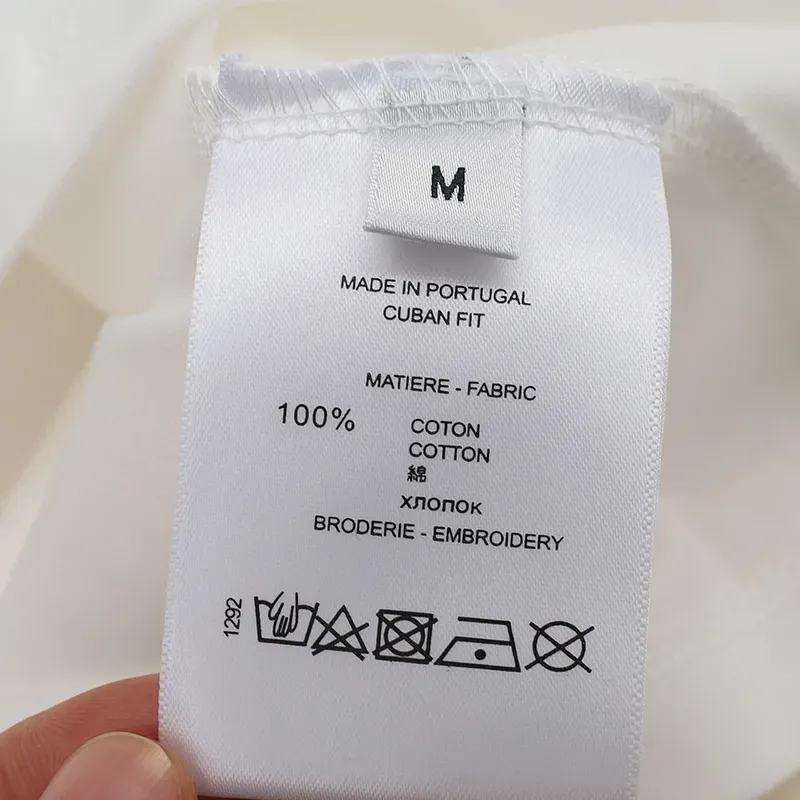 M
MADE IN PORTUGAL
CUBAN FIT
MATIERE - FABRIC
100% COTON
COTTON
綿
хлопок
BRODERIE - EMBROIDERY
1292